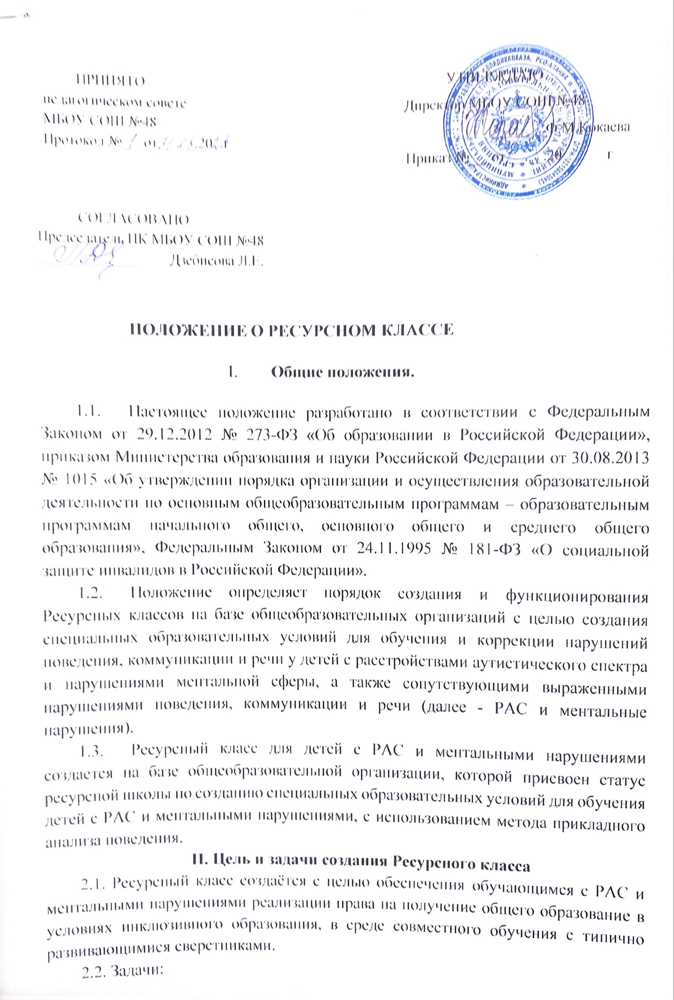 ПРИНЯТО
педагогическом совете
МБОУ СОШ №48
Протокол № 1 от 31.08.20 г
УТВЕРЖДАЮ
Директор МБОУ СОШ №48
Ф.М.Кокаева
Приказ № от . .20 г
СОГЛАСОВАНО
Председатель ПК МБОУ СОШ №48
Дзебисова Л.Е.
ПОЛОЖЕНИЕ О РЕСУРСНОМ КЛАССЕ
I. Общие положения.
1.1. Настоящее положение разработано в соответствии с Федеральным
Законом от 29.12.2012 № 273-ФЗ «Об образовании в Российской Федерации»,
приказом Министерства образования и науки Российской Федерации от 30.08.2013
№ 1015 «Об утверждении порядка организации и осуществления образовательной
деятельности по основным общеобразовательным программам – образовательным
программам начального общего, основного общего и среднего общего
образования», Федеральным Законом от 24.11.1995 № 181-ФЗ «О социальной
защите инвалидов в Российской Федерации».
1.2. Положение определяет порядок создания и функционирования
Ресурсных классов на базе общеобразовательных организаций с целью создания
специальных образовательных условий для обучения и коррекции нарушений
поведения, коммуникации и речи у детей с расстройствами аутистического спектра
и нарушениями ментальной сферы, а также сопутствующими выраженными
нарушениями поведения, коммуникации и речи (далее - РАС и ментальные
нарушения).
1.3. Ресурсный класс для детей с РАС и ментальными нарушениями
создается на базе общеобразовательной организации, которой присвоен статус
ресурсной школы по созданию специальных образовательных условий для обучения
детей с РАС и ментальными нарушениями, с использованием метода прикладного
анализа поведения.
II. Цель и задачи создания Ресурсного класса
2.1. Ресурсный класс создаётся с целью обеспечения обучающимся с РАС и
ментальными нарушениями реализации права на получение общего образование в
условиях инклюзивного образования, в среде совместного обучения с типично
развивающимися сверстниками.
2.2. Задачи: